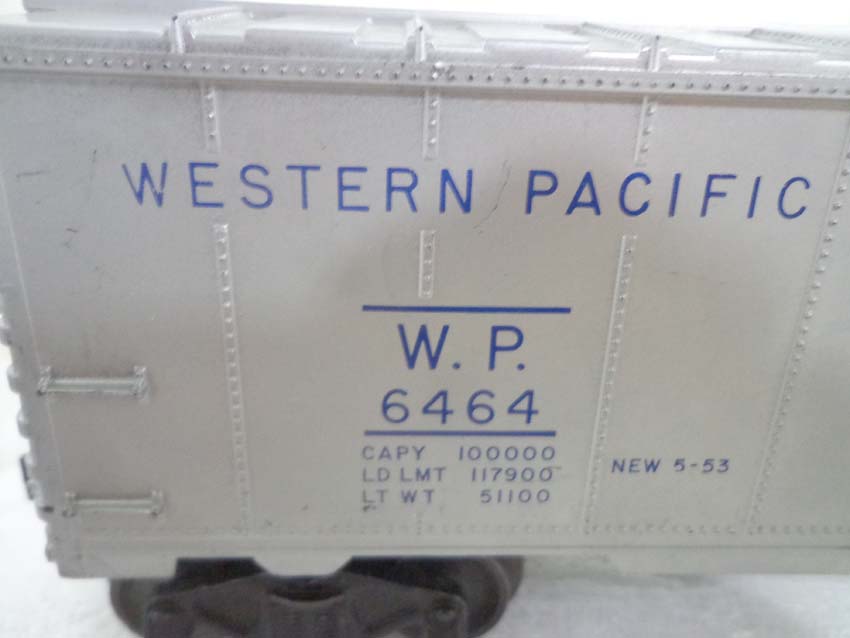 WESTERN PACIFIC
W. P.
6464
CAPY 100000
LD LMT 117900
LT WT 51100
NEW 5-53